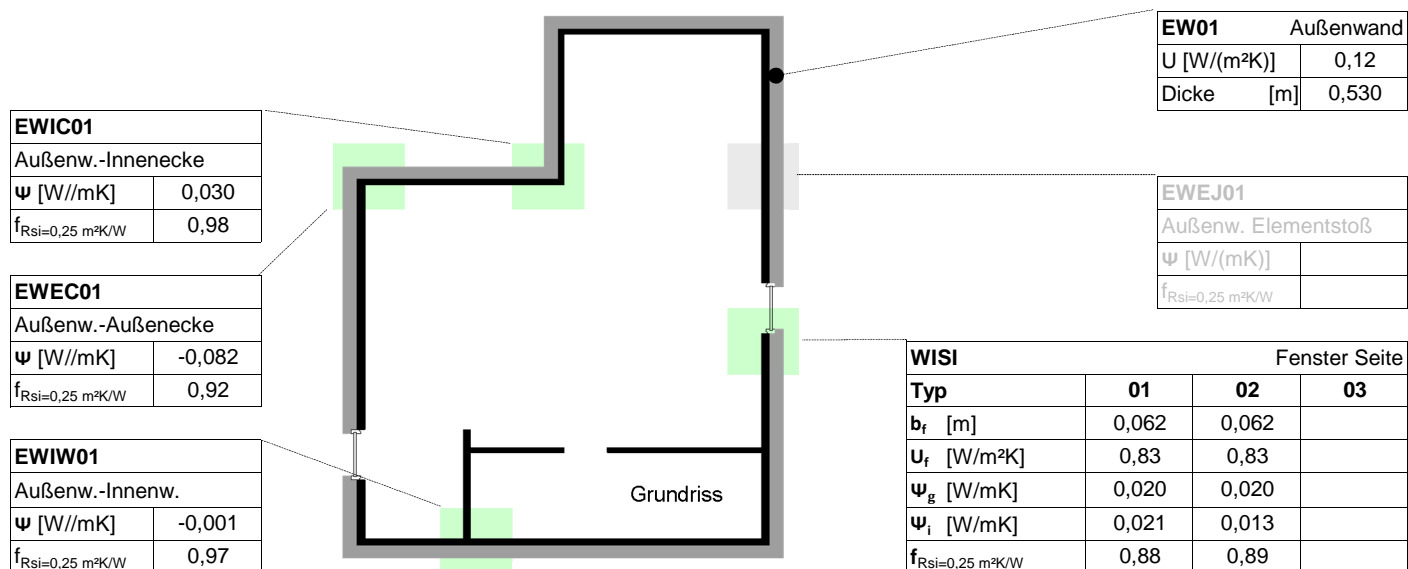 EW01 Außenwand
U [W/(m²K)] 0,12
Dicke [m] 0,530
EWIC01
Außenw.-Innenecke
Ψ [W//mK] 0,030
fRsi=0,25 m²K/W 0,98
EWEJ01
Außenw. Elementstoß
Ψ [W/(mK)]
fRsi=0,25 m²K/W
EWEC01
Außenw.-Außenecke
Ψ [W//mK] -0,082
fRsi=0,25 m²K/W 0,92
WISI Fenster Seite
Typ 01 02 03
bf [m] 0,062 0,062
Uf [W/m²K] 0,83 0,83
Ψg [W/mK] 0,020 0,020
Ψi [W/mK] 0,021 0,013
fRsi=0,25 m²K/W 0,88 0,89
EWIW01
Außenw.-Innenw.
Ψ [W//mK] -0,001
fRsi=0,25 m²K/W 0,97
Grundriss